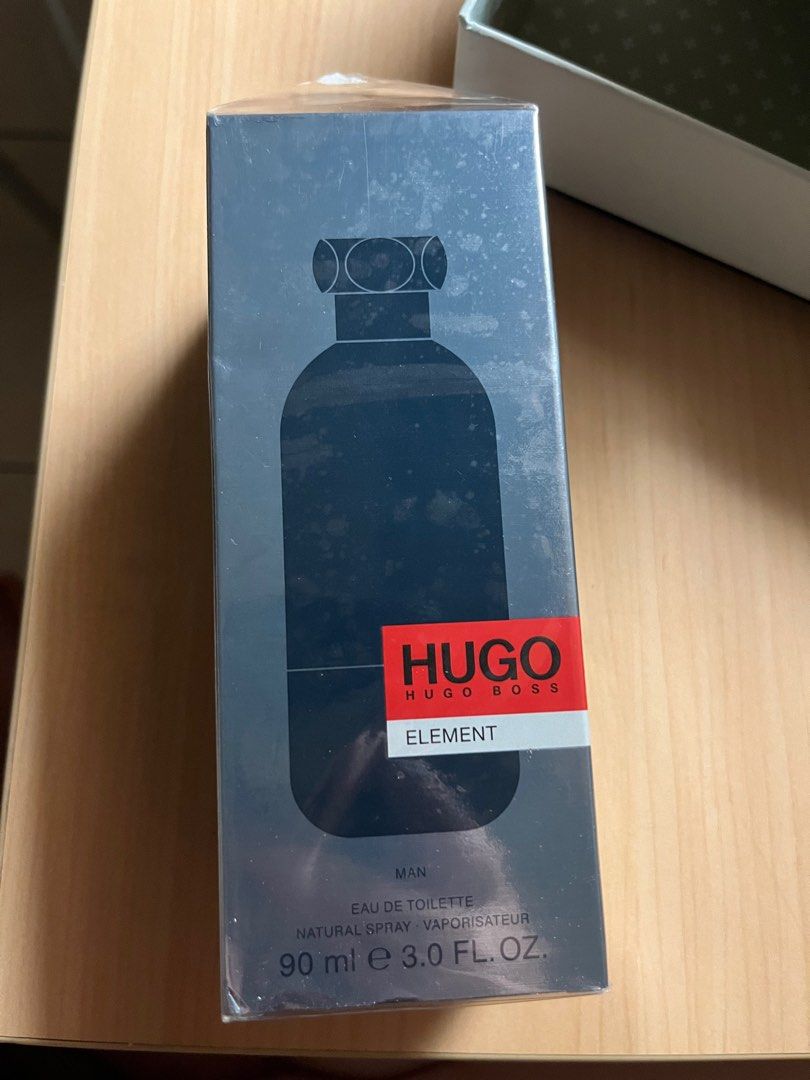 HUGO
HUGO BOSS
ELEMENT
MAN
EAU DE TOILETTE
NATURAL SPRAY · VAPORISATEUR
90 ml ℮ 3.0 FL. OZ.